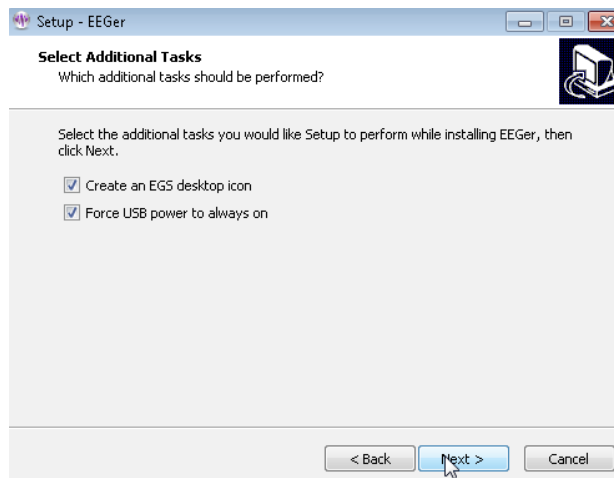 Setup - EEGer
Select Additional Tasks
Which additional tasks should be performed?
Select the additional tasks you would like Setup to perform while installing EEGer, then
click Next.
Create an EGS desktop icon
Force USB power to always on
< Back
Next >
Cancel